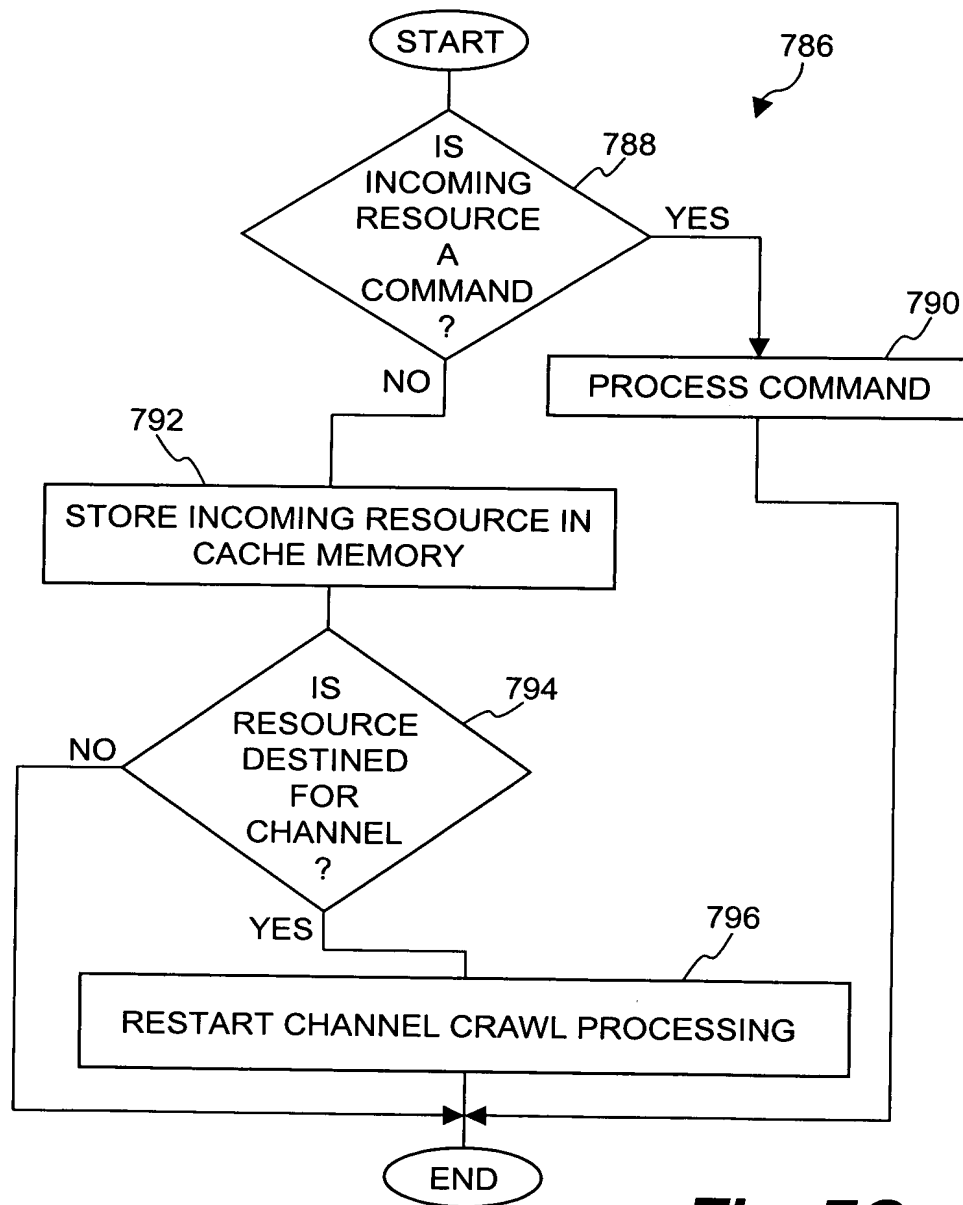 START
786
IS
INCOMING
RESOURCE
A
COMMAND
?
788
YES
NO
790
PROCESS COMMAND
792
STORE INCOMING RESOURCE IN
CACHE MEMORY
IS
RESOURCE
DESTINED
FOR
CHANNEL
?
794
NO
YES
796
RESTART CHANNEL CRAWL PROCESSING
END